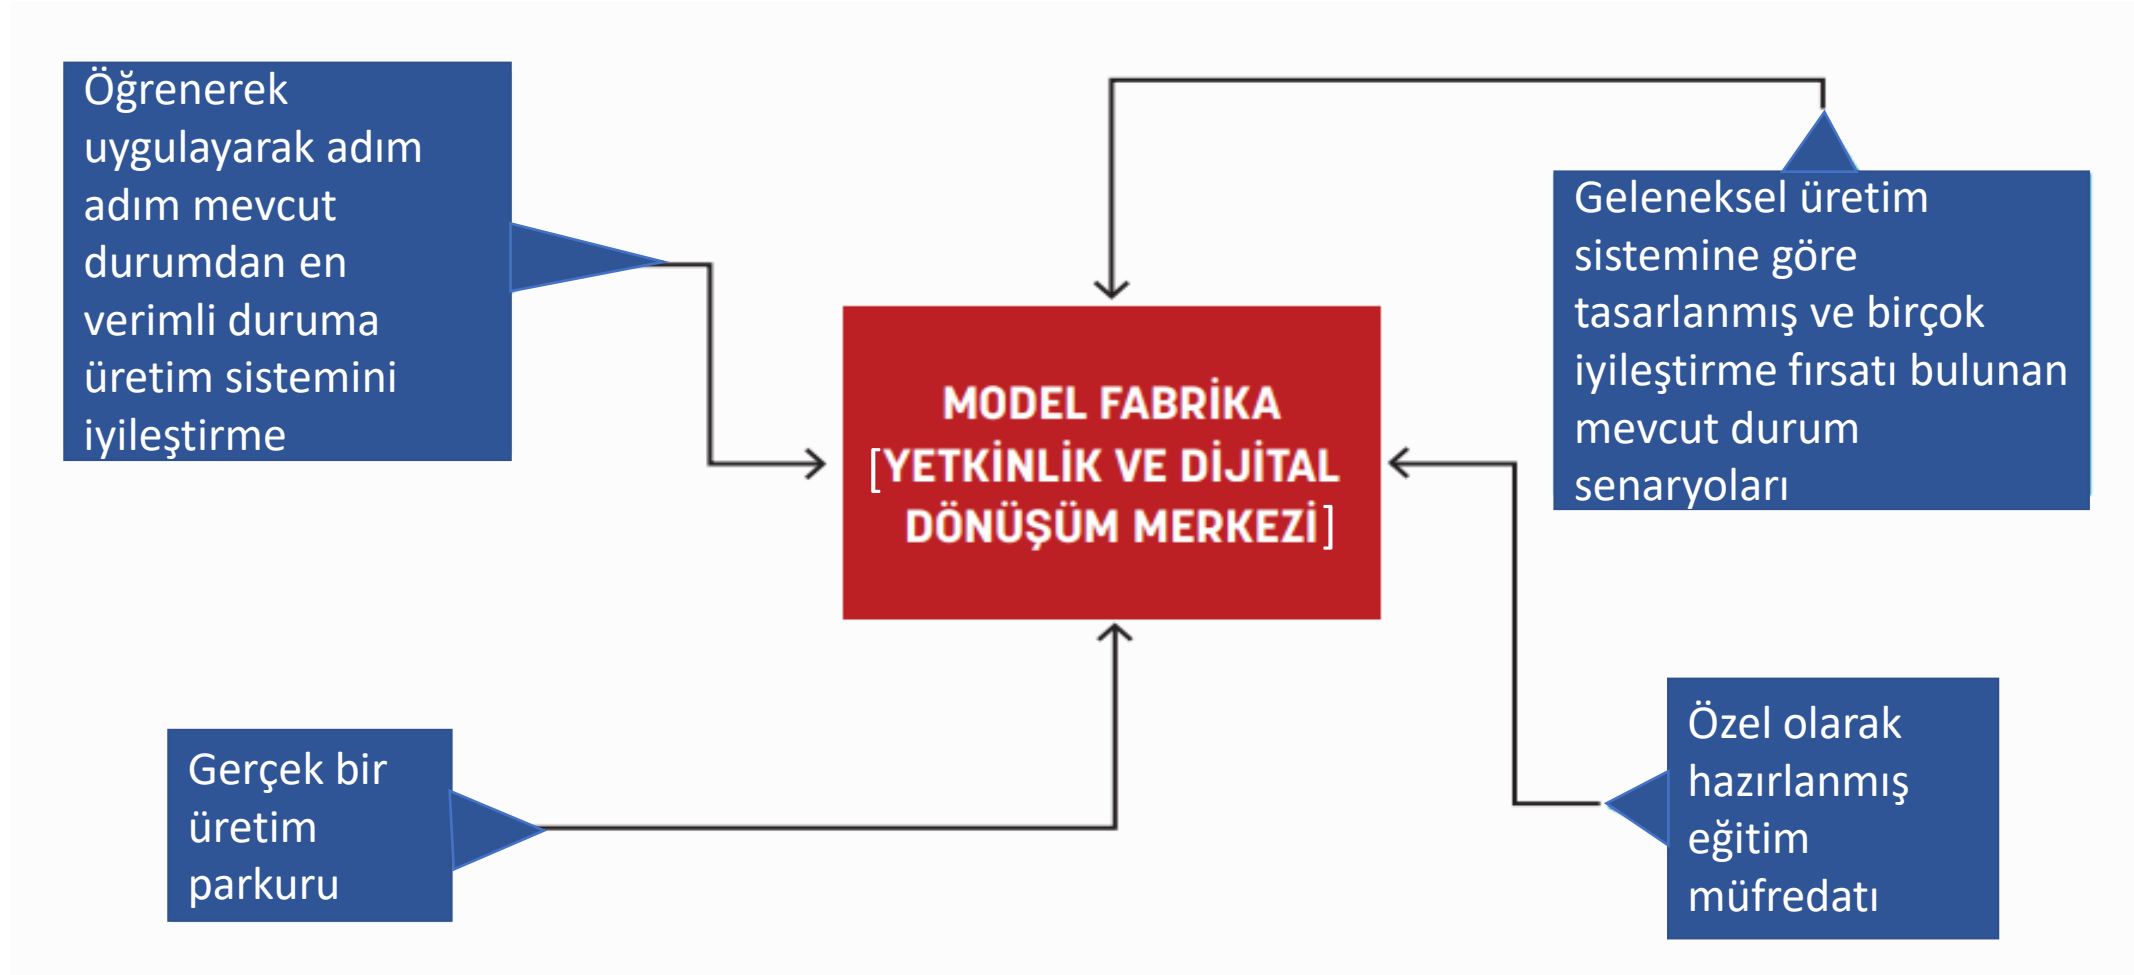 Öğrenerek
uygulayarak adım
adım mevcut
durumdan en
verimli duruma
üretim sistemini
iyileştirme
Geleneksel üretim
sistemine göre
tasarlanmış ve birçok
iyileştirme fırsatı bulunan
mevcut durum
senaryoları
MODEL FABRİKA
[YETKİNLİK VE DİJİTAL
DÖNÜŞÜM MERKEZİ]
Gerçek bir
üretim
parkuru
Özel olarak
hazırlanmış
eğitim
müfredatı